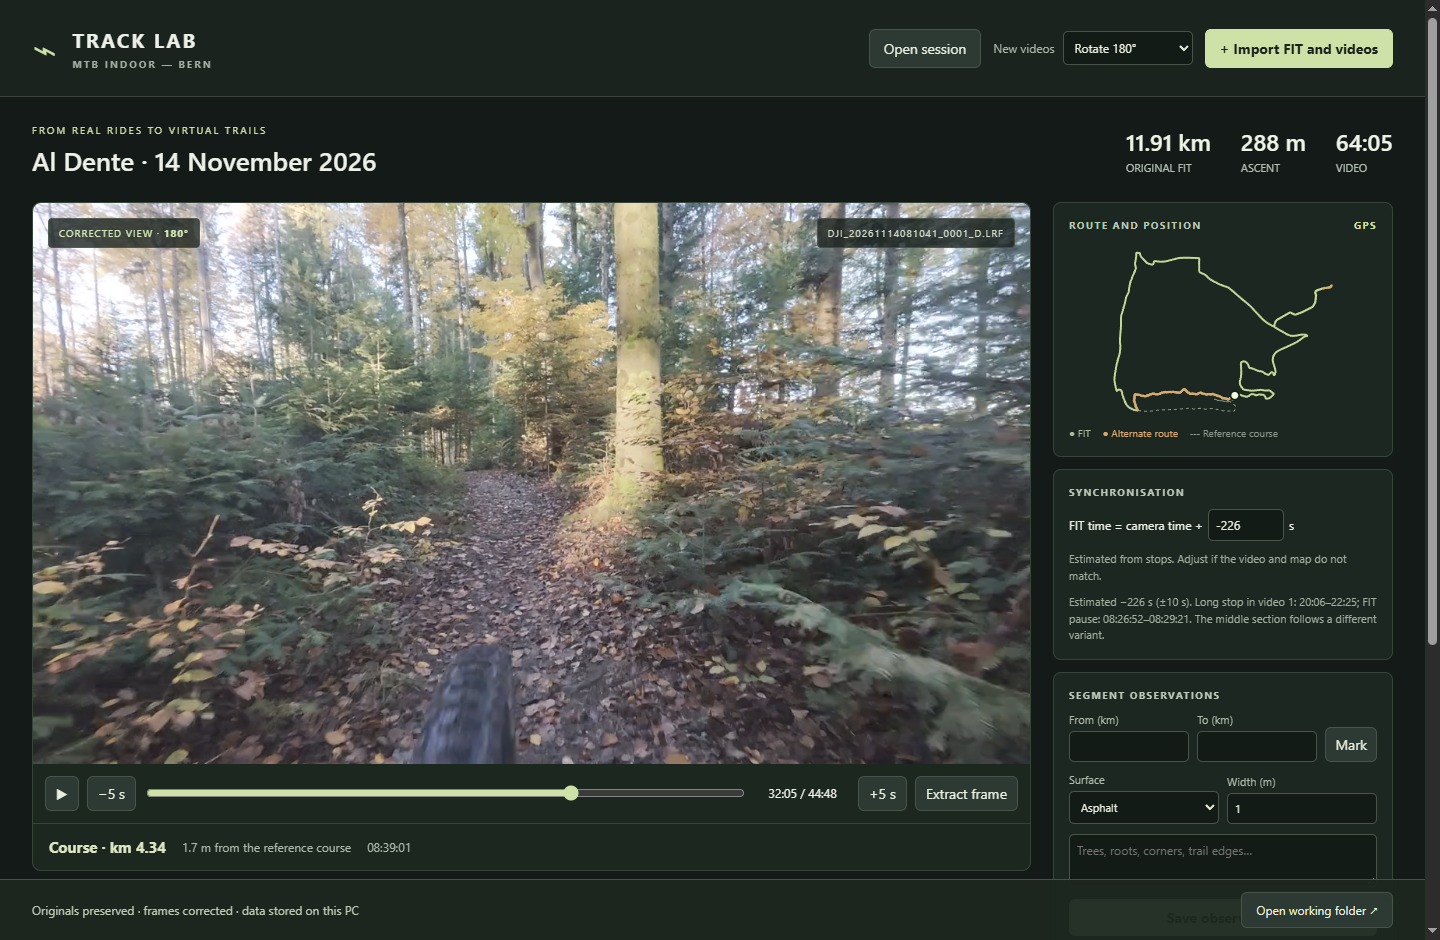 TRACK LAB
MTB INDOOR — BERN
Open session
New videos
Rotate 180°
+ Import FIT and videos
FROM REAL RIDES TO VIRTUAL TRAILS
Al Dente · 14 November 2026
11.91 km
ORIGINAL FIT
288 m
ASCENT
64:05
VIDEO
CORRECTED VIEW · 180°
DJI_20261114081041_0001_D.LRF
−5 s
32:05 / 44:48
+5 s
Extract frame
Course · km 4.34
1.7 m from the reference course
08:39:01
ROUTE AND POSITION
GPS
● FIT
● Alternate route
--- Reference course
SYNCHRONISATION
FIT time = camera time +
-226
s
Estimated from stops. Adjust if the video and map do not
match.
Estimated −226 s (±10 s). Long stop in video 1: 20:06–22:25; FIT
pause: 08:26:52–08:29:21. The middle section follows a different
variant.
SEGMENT OBSERVATIONS
From (km)
To (km)
Mark
Surface
Width (m)
Asphalt
1
Trees, roots, corners, trail edges...
Save
Originals preserved · frames corrected · data stored on this PC
Open working folder ↗